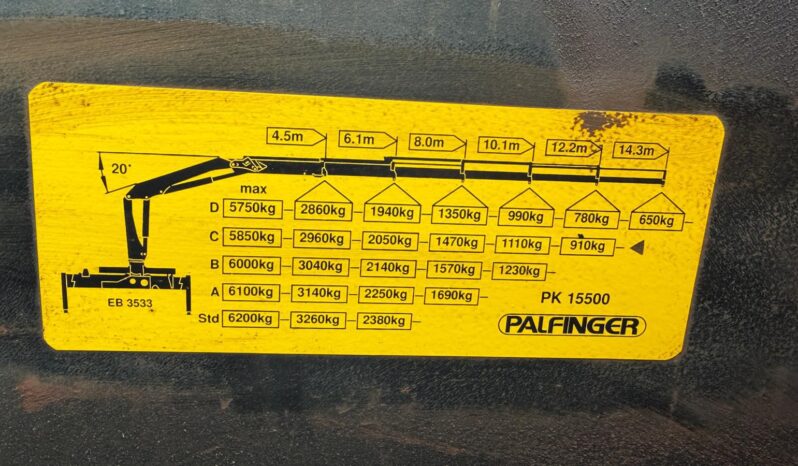 4.5m 6.1m 8.0m 10.1m 12.2m 14.3m
20°
max
D 5750kg 2860kg 1940kg 1350kg 990kg 780kg 650kg
C 5850kg 2960kg 2050kg 1470kg 1110kg 910kg
B 6000kg 3040kg 2140kg 1570kg 1230kg
A 6100kg 3140kg 2250kg 1690kg
EB 3533
PK 15500
Std 6200kg 3260kg 2380kg
PALFINGER